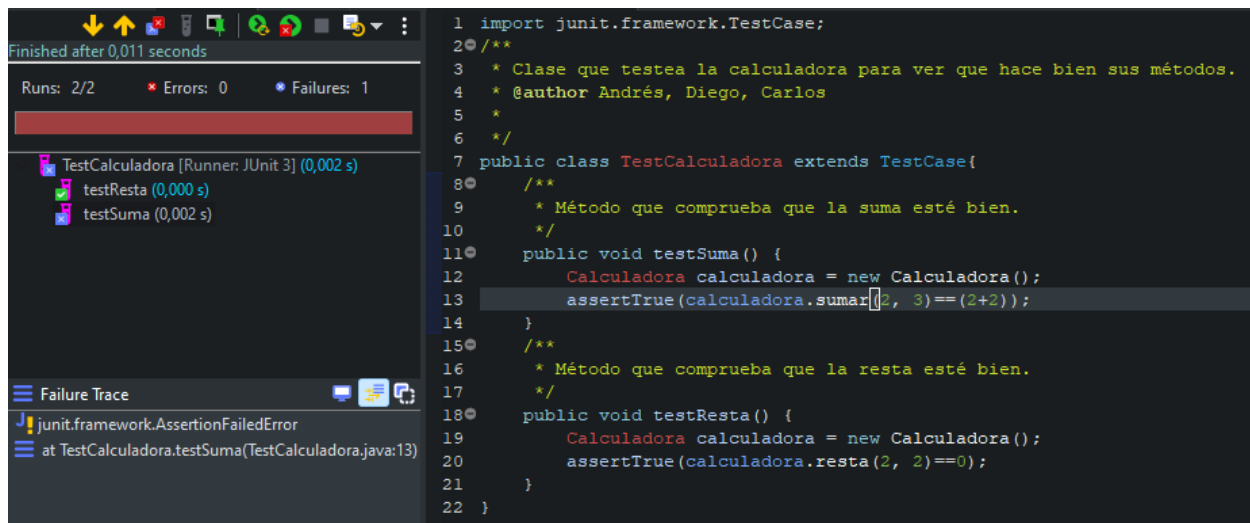 Finished after 0,011 seconds
Runs: 2/2 Errors: 0 Failures: 1
TestCalculadora [Runner: JUnit 3] (0,002 s)
testResta (0,000 s)
testSuma (0,002 s)
Failure Trace
junit.framework.AssertionFailedError
at TestCalculadora.testSuma(TestCalculadora.java:13)
1 import junit.framework.TestCase;
2 /**
3 * Clase que testea la calculadora para ver que hace bien sus métodos.
4 * @author Andrés, Diego, Carlos
5 *
6 */
7 public class TestCalculadora extends TestCase{
8 /**
9 * Método que comprueba que la suma esté bien.
10 */
11 public void testSuma() {
12 Calculadora calculadora = new Calculadora();
13 assertTrue(calculadora.sumar(2, 3)==(2+2));
14 }
15 /**
16 * Método que comprueba que la resta esté bien.
17 */
18 public void testResta() {
19 Calculadora calculadora = new Calculadora();
20 assertTrue(calculadora.resta(2, 2)==0);
21 }
22 }